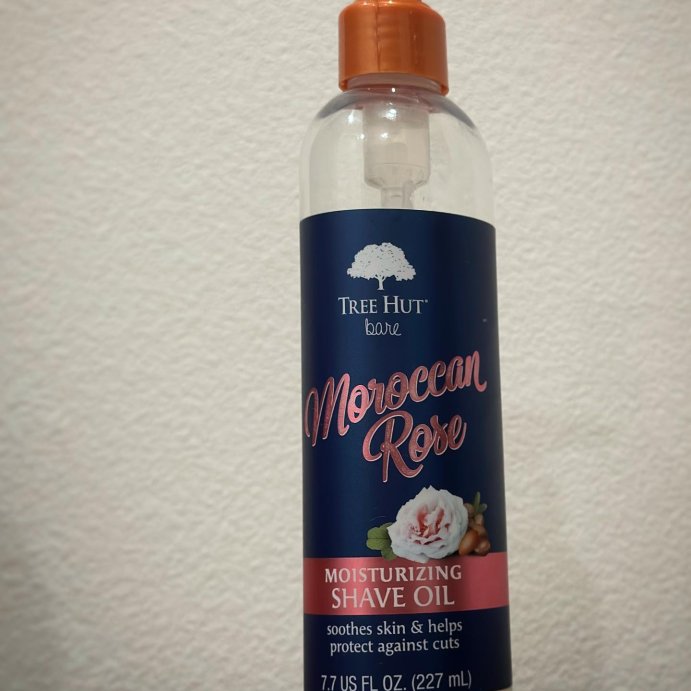 TREE HUT®
bare
Moroccan
Rose
MOISTURIZING
SHAVE OIL
soothes skin & helps
protect against cuts
7.7 US FL OZ. (227 mL)